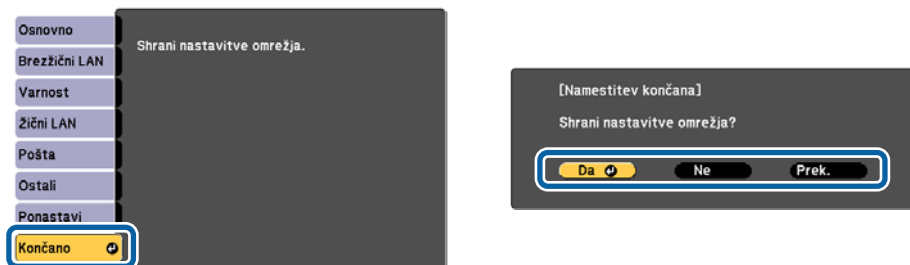 Osnovno
Brezžični LAN
Varnost
Žični LAN
Pošta
Ostali
Ponastavi
Končano
Shrani nastavitve omrežja.
[Namestitev končana]
Shrani nastavitve omrežja?
Da Ne Prek.